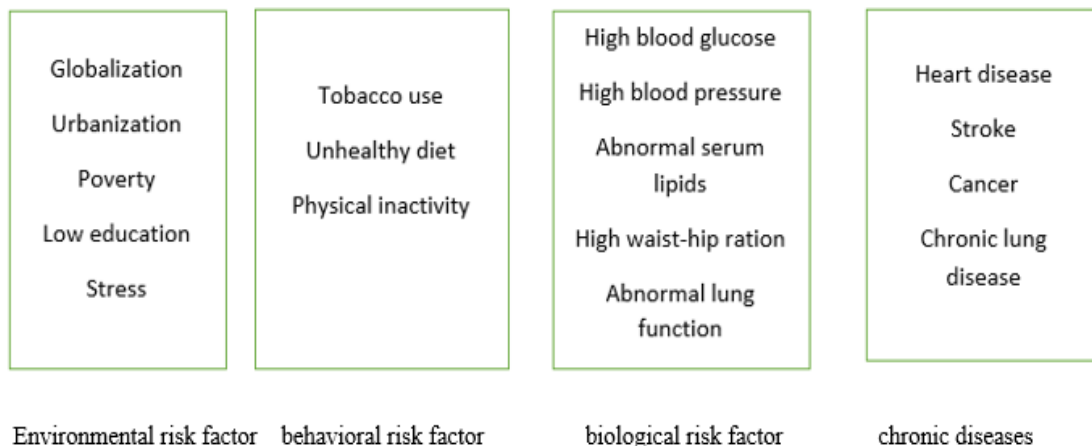 Globalization
Urbanization
Poverty
Low education
Stress
Tobacco use
Unhealthy diet
Physical inactivity
High blood glucose
High blood pressure
Abnormal serum
lipids
High waist-hip ration
Abnormal lung
function
Heart disease
Stroke
Cancer
Chronic lung
disease
Environmental risk factor
behavioral risk factor
biological risk factor
chronic diseases